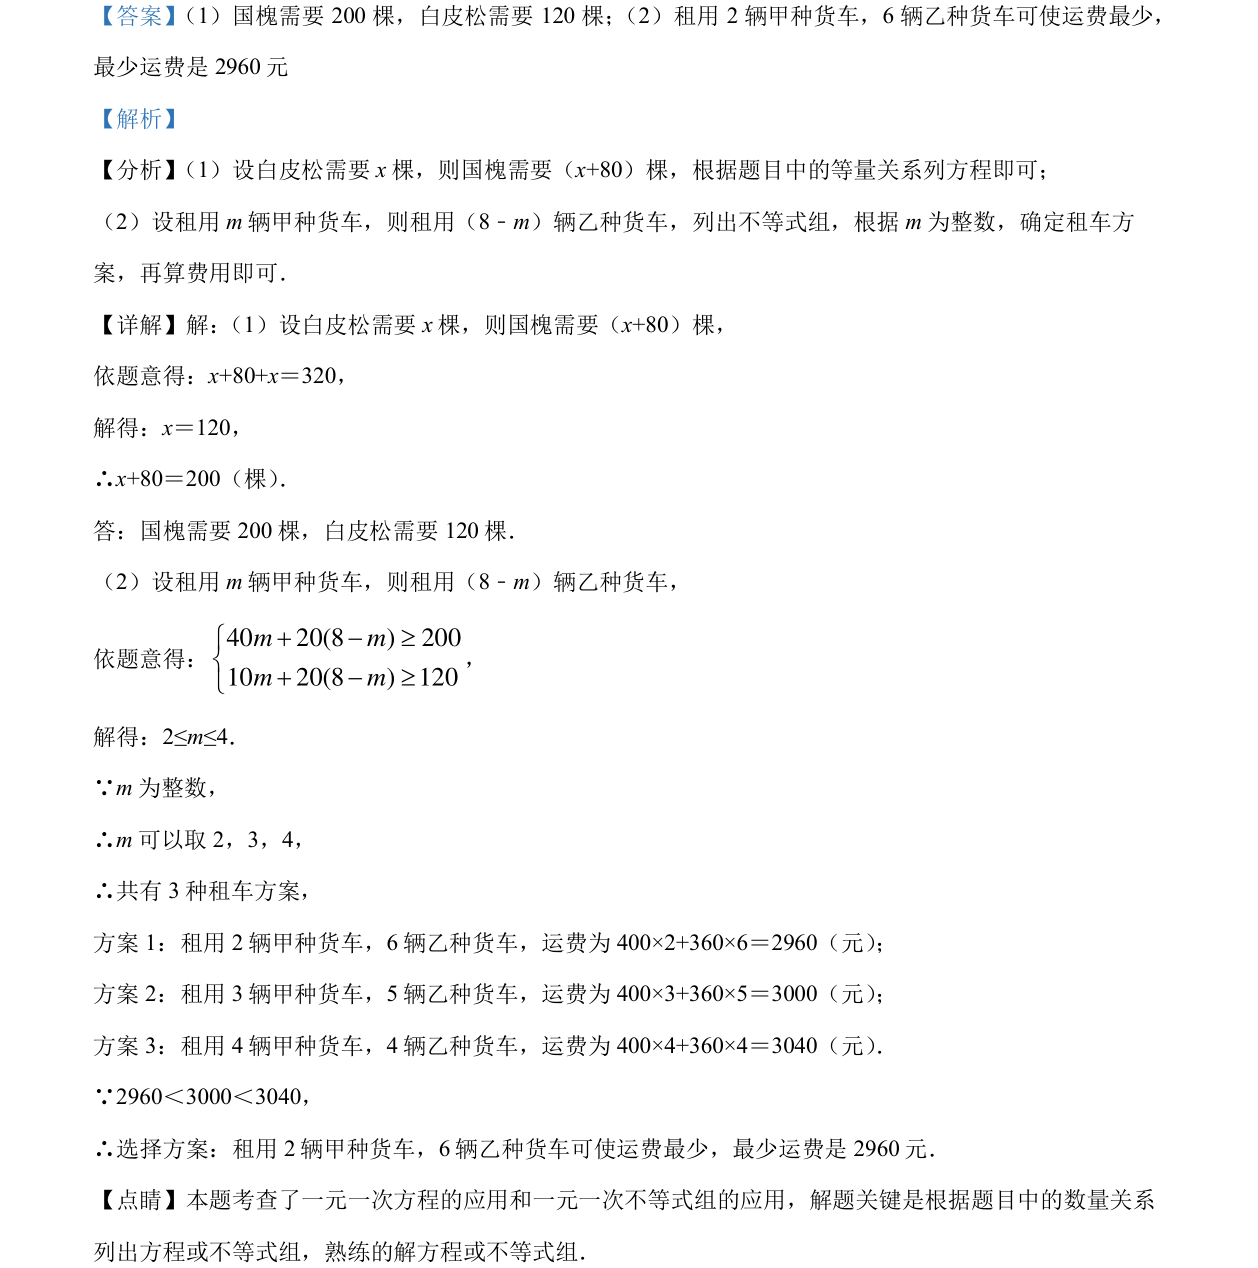 【答案】（1）国槐需要 200 棵，白皮松需要 120 棵；（2）租用 2 辆甲种货车，6 辆乙种货车可使运费最少，
最少运费是 2960 元
【解析】
【分析】（1）设白皮松需要 x 棵，则国槐需要（x+80）棵，根据题目中的等量关系列方程即可；
（2）设租用 m 辆甲种货车，则租用（8﹣m）辆乙种货车，列出不等式组，根据 m 为整数，确定租车方
案，再算费用即可．
【详解】解：（1）设白皮松需要 x 棵，则国槐需要（x+80）棵，
依题意得：x+80+x＝320，
解得：x＝120，
∴x+80＝200（棵）．
答：国槐需要 200 棵，白皮松需要 120 棵．
（2）设租用 m 辆甲种货车，则租用（8﹣m）辆乙种货车，
依题意得：{40m+20(8−m)≥200
10m+20(8−m)≥120，
解得：2≤m≤4．
∵m 为整数，
∴m 可以取 2，3，4，
∴共有 3 种租车方案，
方案 1：租用 2 辆甲种货车，6 辆乙种货车，运费为 400×2+360×6＝2960（元）；
方案 2：租用 3 辆甲种货车，5 辆乙种货车，运费为 400×3+360×5＝3000（元）；
方案 3：租用 4 辆甲种货车，4 辆乙种货车，运费为 400×4+360×4＝3040（元）．
∵2960＜3000＜3040，
∴选择方案：租用 2 辆甲种货车，6 辆乙种货车可使运费最少，最少运费是 2960 元．
【点睛】本题考查了一元一次方程的应用和一元一次不等式组的应用，解题关键是根据题目中的数量关系
列出方程或不等式组，熟练的解方程或不等式组．